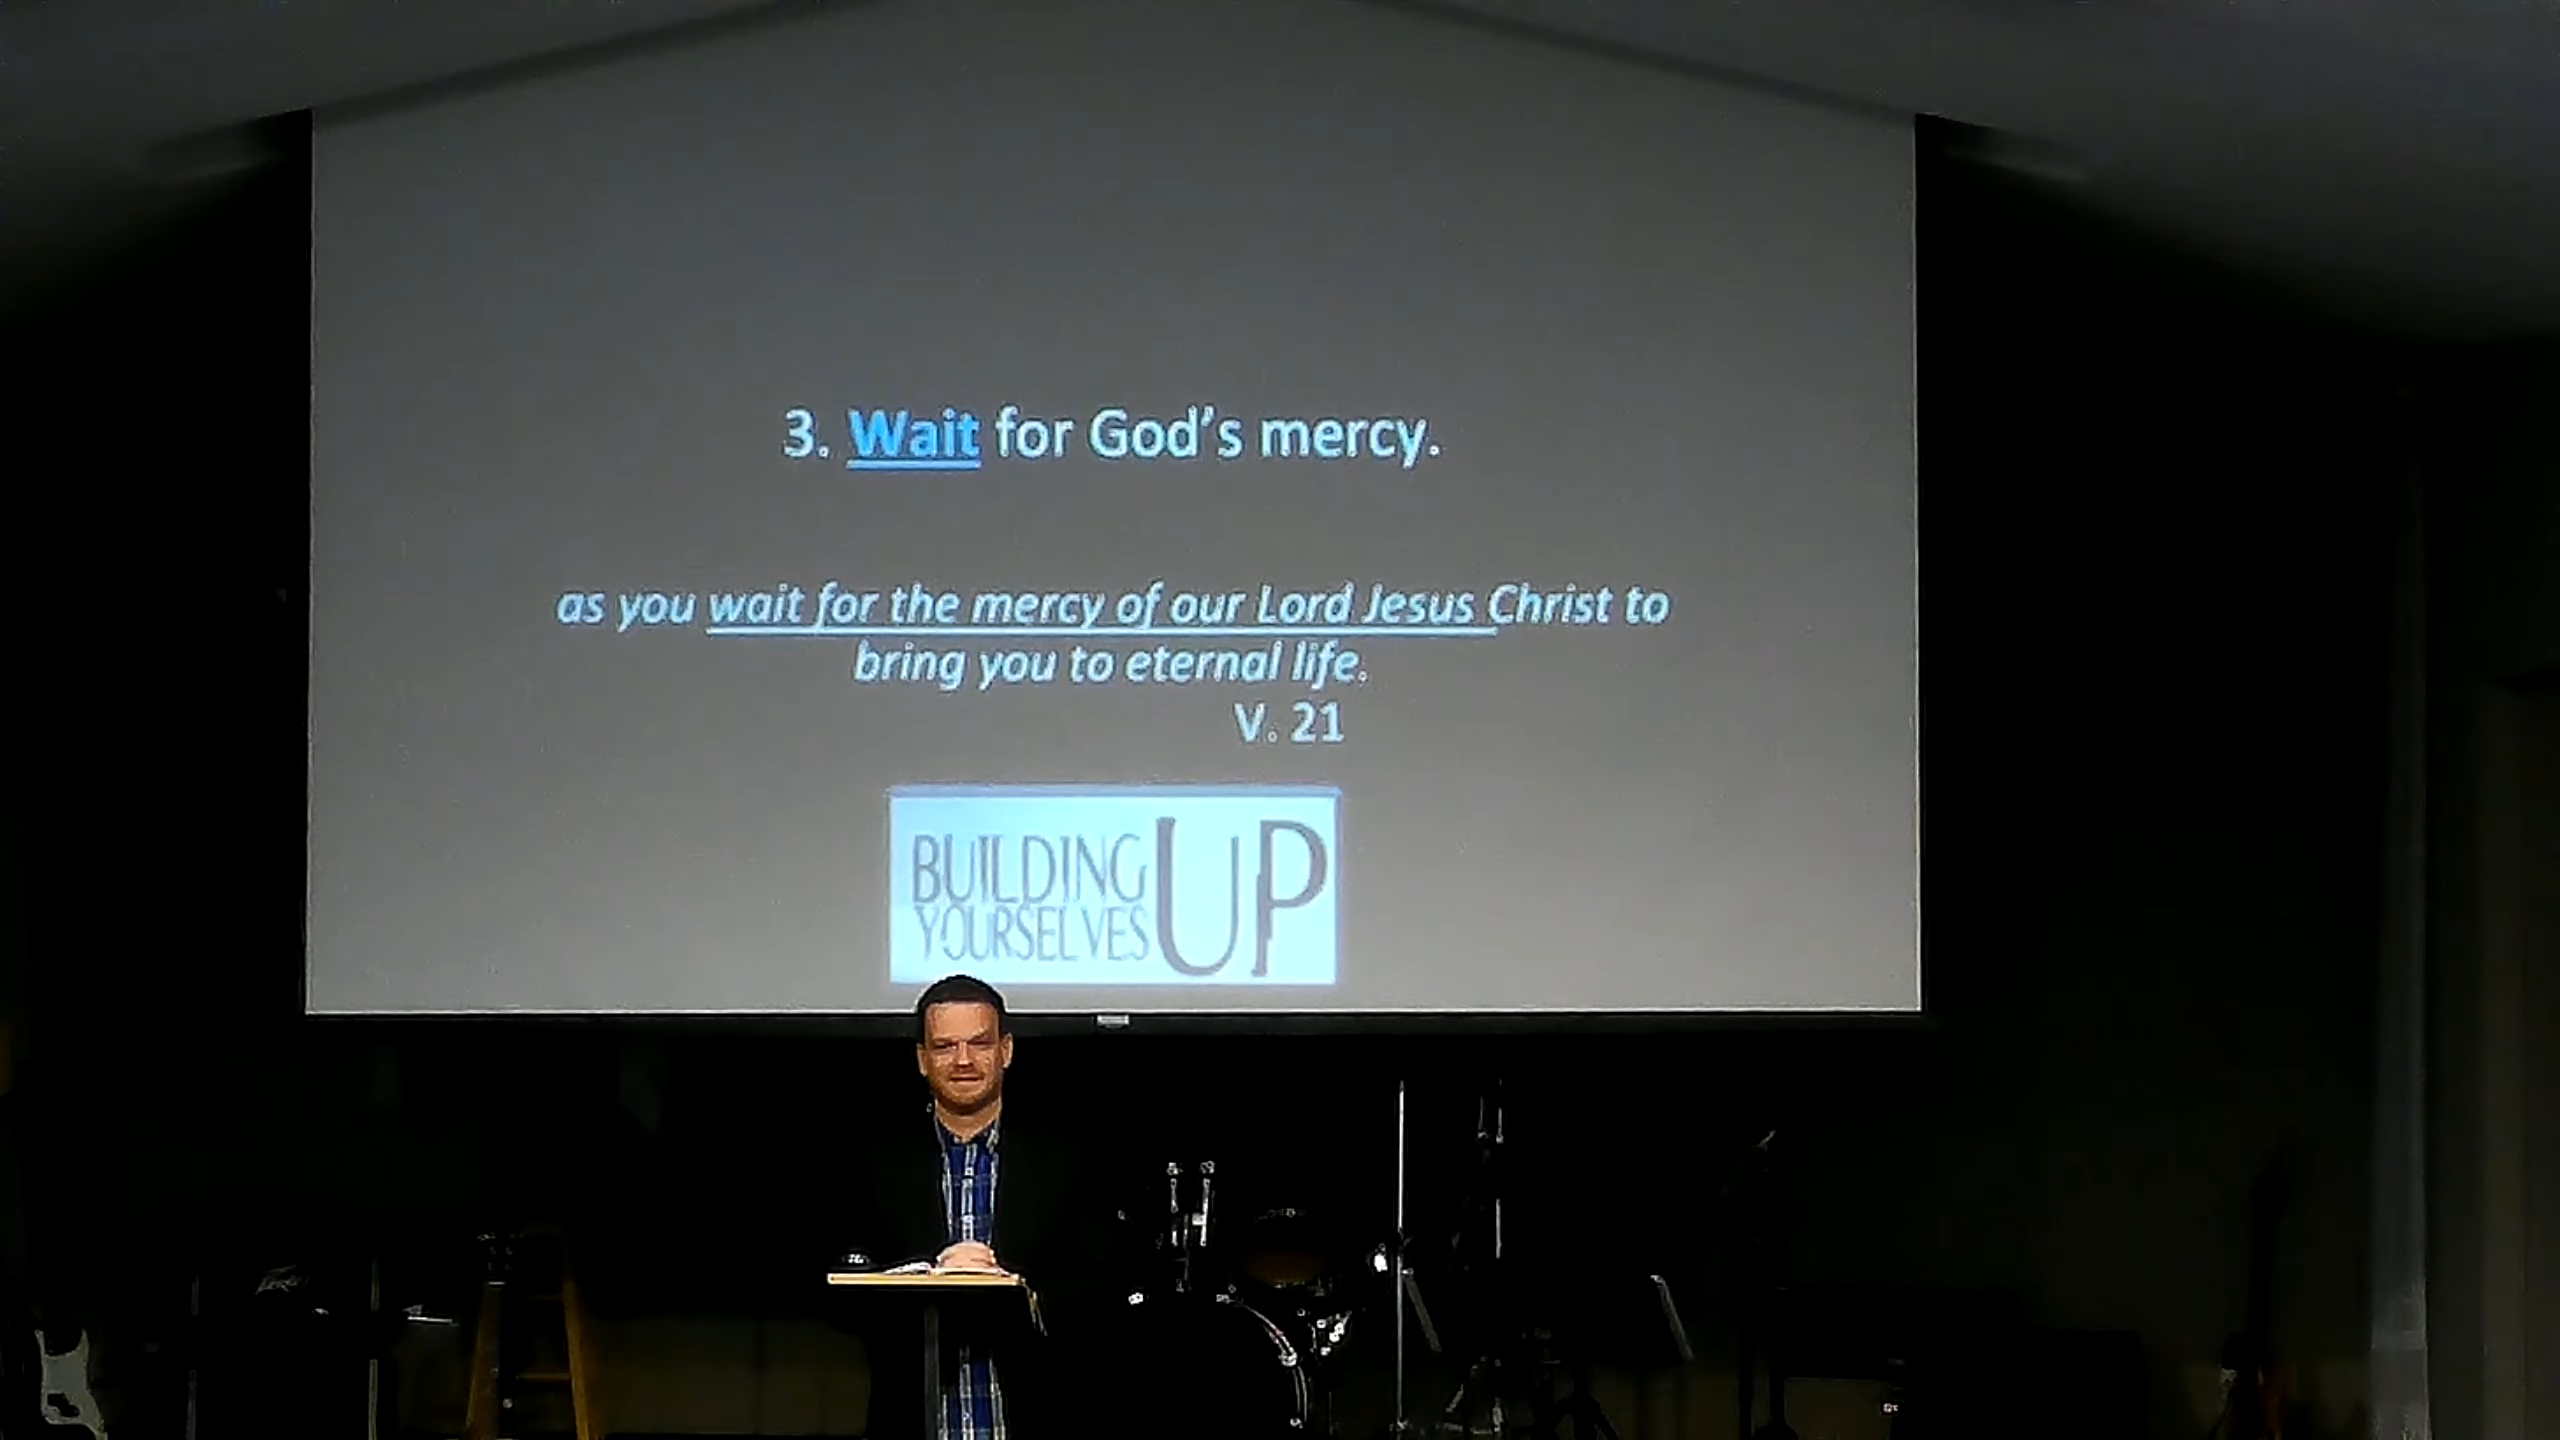 3. Wait for God's mercy.
as you wait for the mercy of our Lord Jesus Christ to
bring you to eternal life.
V. 21
BUILDING
YOURSELVES
UP